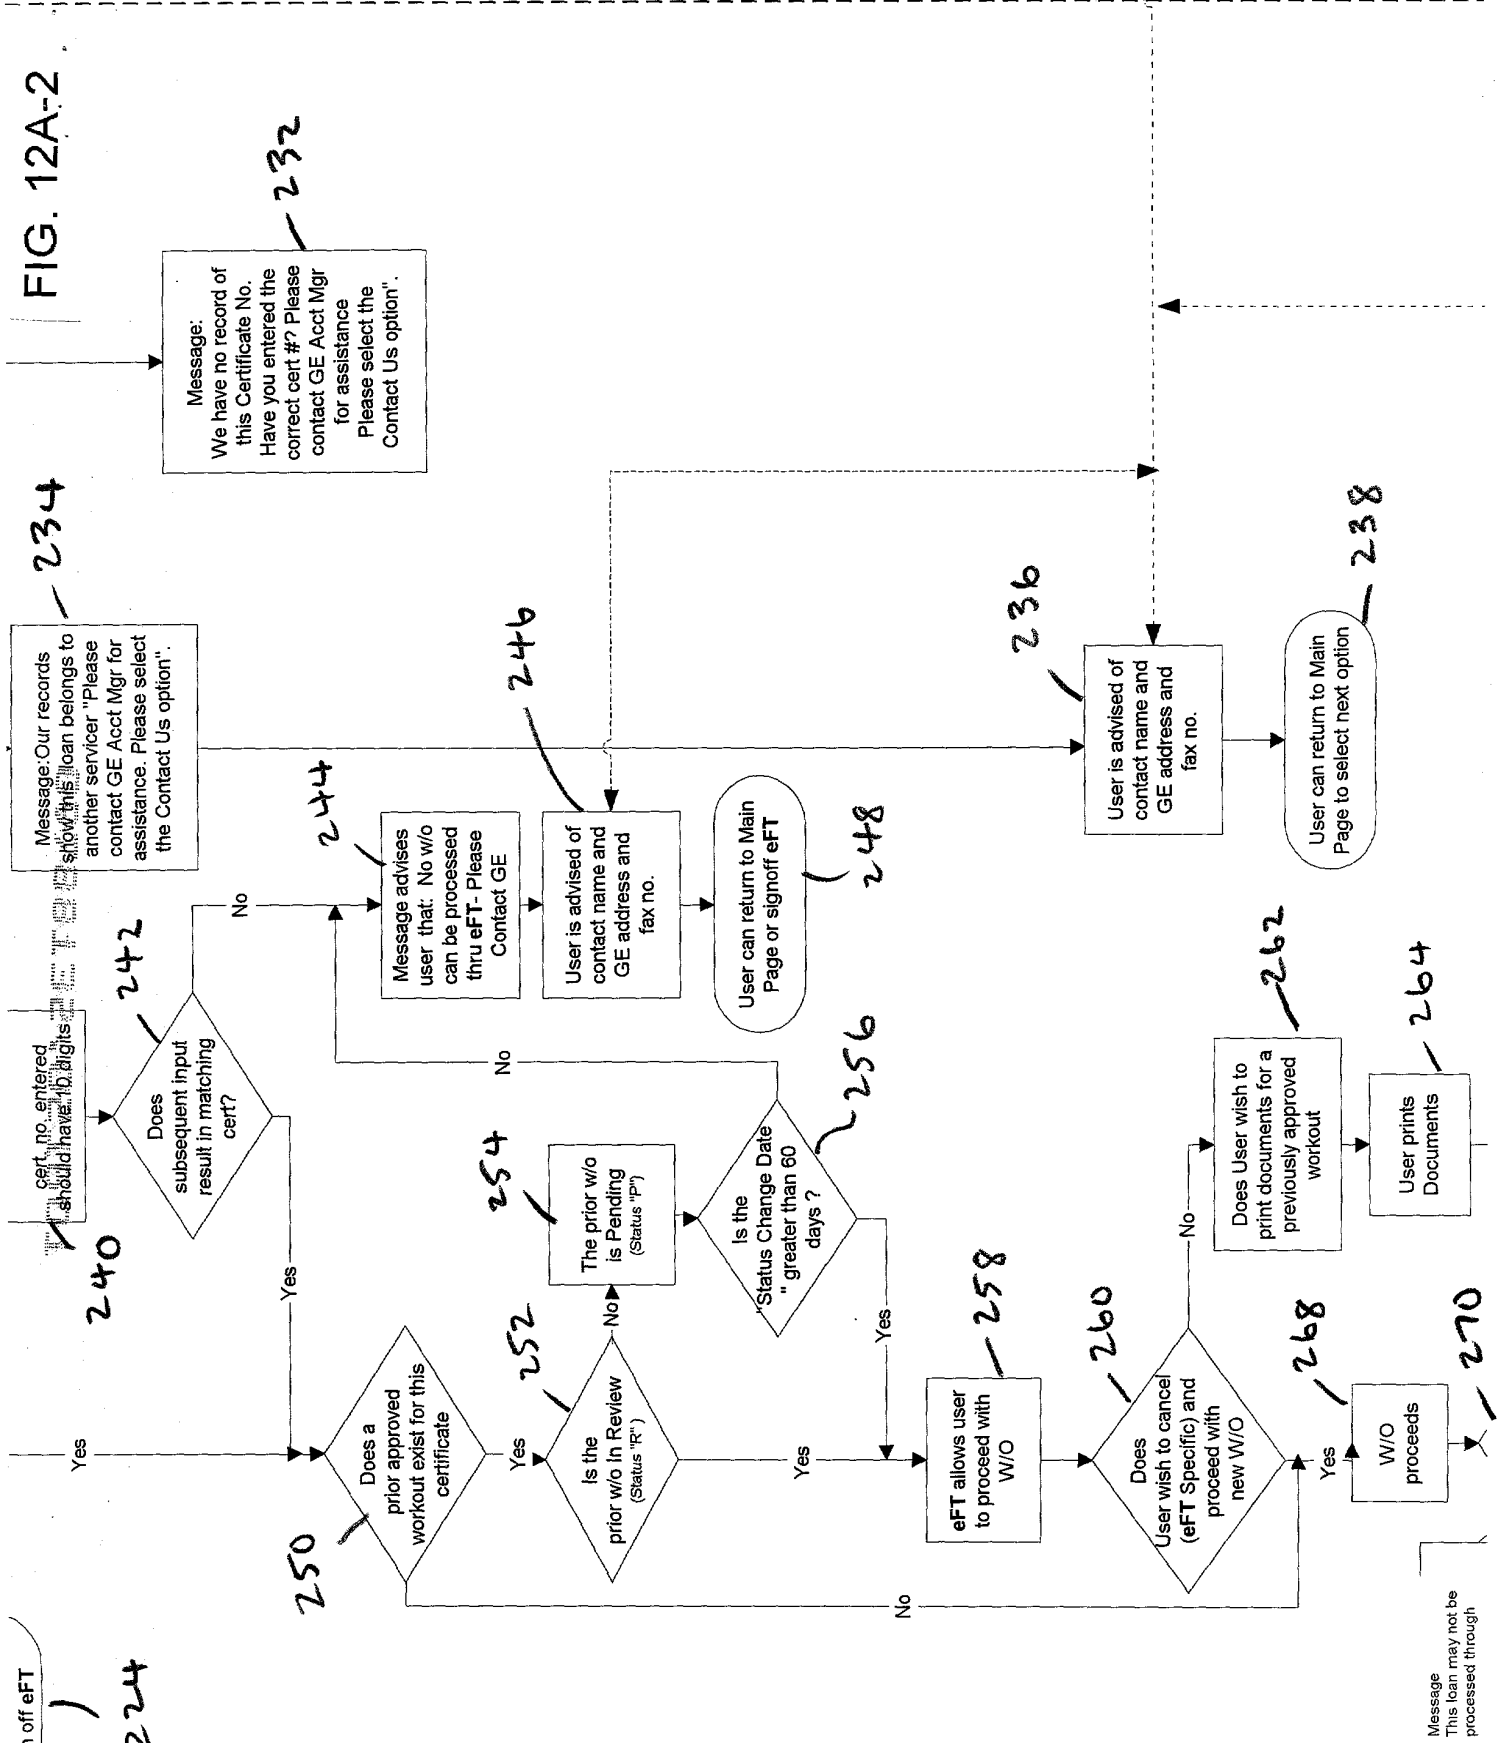 FIG. 12A-2
Message:
We have no record of
this Certificate No.
Have you entered the
correct cert #? Please
contact GE Acct Mgr
for assistance
Please select the
Contact Us option".
232
Message:Our records
show this loan belongs to
another servicer "Please
contact GE Acct Mgr for
assistance. Please select
the Contact Us option".
234
cert. no. entered
should have 10 digits
240
Does
subsequent input
result in matching
cert?
242
No
Yes
Message advises
user that: No w/o
can be processed
thru eFT- Please
Contact GE
244
User is advised of
contact name and
GE address and
fax no.
246
User can return to Main
Page or signoff eFT
248
User is advised of
contact name and
GE address and
fax no.
236
User can return to Main
Page to select next option
238
off eFT
224
Yes
Does a
prior approved
workout exist for this
certificate
250
Yes
No
Is the
prior w/o In Review
(Status "R")
252
No
Yes
The prior w/o
is Pending
(Status "P")
254
Is the
"Status Change Date
" greater than 60
days ?
256
No
Yes
eFT allows user
to proceed with
W/O
258
Does
User wish to cancel
(eFT Specific) and
proceed with
new W/O
260
No
Yes
Does User wish to
print documents for a
previously approved
workout
262
User prints
Documents
264
W/O
proceeds
268
270
Message
This loan may not be
processed through